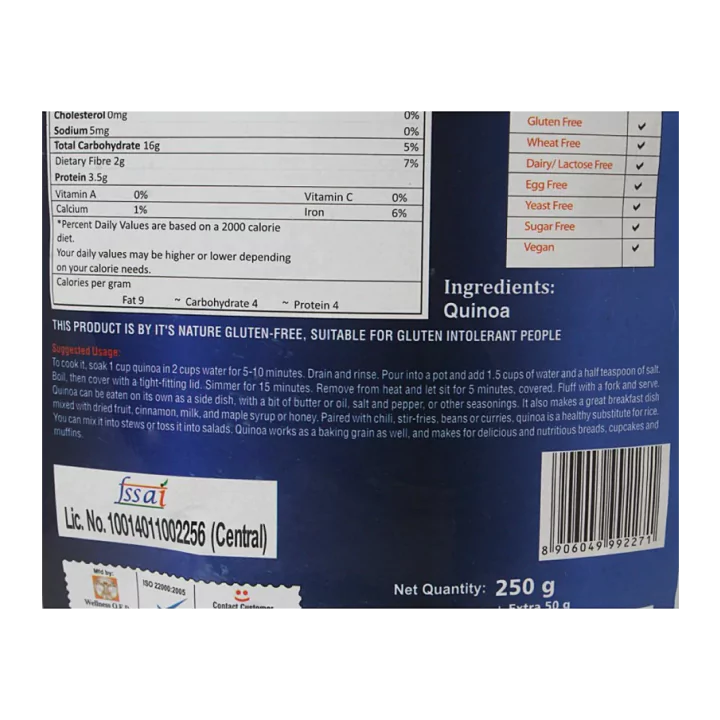 Cholesterol 0mg 0%
Sodium 5mg 0%
Total Carbohydrate 16g 5%
Dietary Fibre 2g 7%
Protein 3.5g
Vitamin A 0% Vitamin C 0%
Calcium 1% Iron 6%
*Percent Daily Values are based on a 2000 calorie
diet.
Your daily values may be higher or lower depending
on your calorie needs.
Calories per gram
Fat 9 ~ Carbohydrate 4 ~ Protein 4
Gluten Free ✔
Wheat Free ✔
Dairy/ Lactose Free ✔
Egg Free ✔
Yeast Free ✔
Sugar Free ✔
Vegan ✔
Ingredients:
Quinoa
THIS PRODUCT IS BY IT'S NATURE GLUTEN-FREE, SUITABLE FOR GLUTEN INTOLERANT PEOPLE
Suggested Usage:
To cook it, soak 1 cup quinoa in 2 cups water for 5-10 minutes. Drain and rinse. Pour into a pot and add 1.5 cups of water and a half teaspoon of salt.
Boil, then cover with a tight-fitting lid. Simmer for 15 minutes. Remove from heat and let sit for 5 minutes, covered. Fluff with a fork and serve.
Quinoa can be eaten on its own as a side dish, with a bit of butter or oil, salt and pepper, or other seasonings. It also makes a great breakfast dish
mixed with dried fruit, cinnamon, milk, and maple syrup or honey. Paired with chili, stir-fries, beans or curries, quinoa is a healthy substitute for rice.
You can mix it into stews or toss it into salads. Quinoa works as a baking grain as well, and makes for delicious and nutritious breads, cupcakes and
muffins.
fssai
Lic. No. 10014011002256 (Central)
8 906049 992271
Mfd by:
Wellness
ISO 22000:2005
Contact Customer
Net Quantity: 250 g
+ Extra 50 g